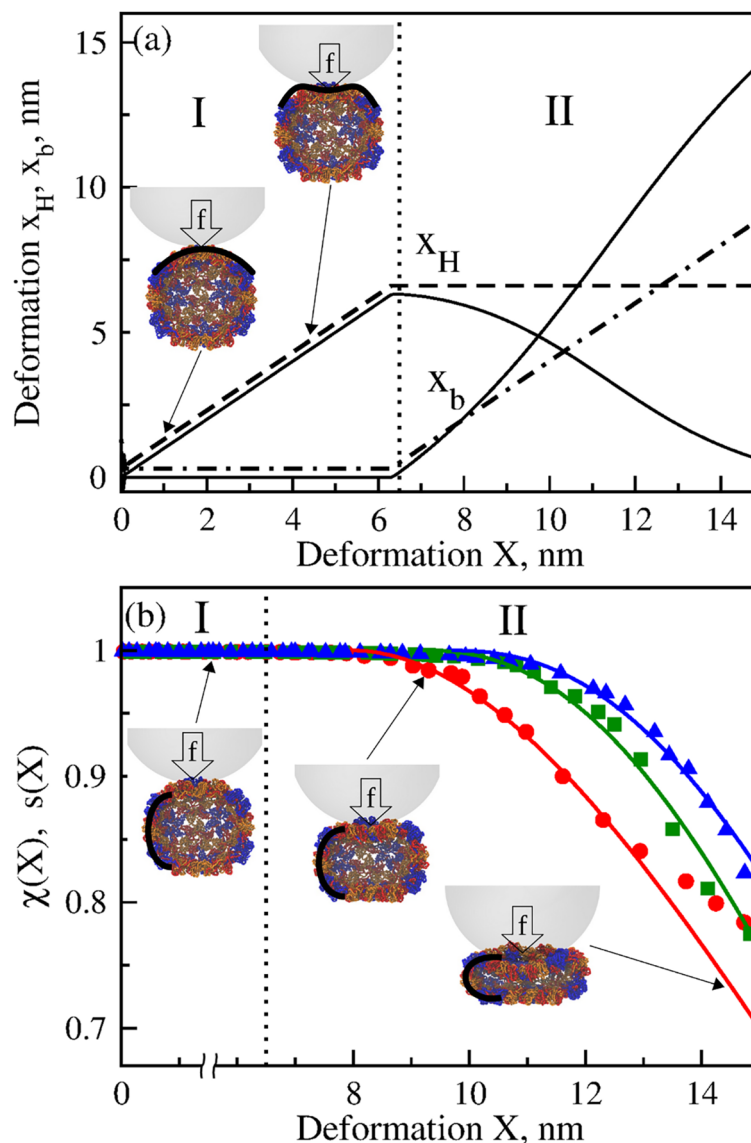 (a)
15
10
5
0
Deformation x_H, x_b, nm
I
II
f
f
x_H
x_b
0 2 4 6 8 10 12 14
Deformation X, nm
(b)
I
II
1
0.9
0.8
0.7
χ(X), s(X)
f
f
f
0 8 10 12 14
Deformation X, nm